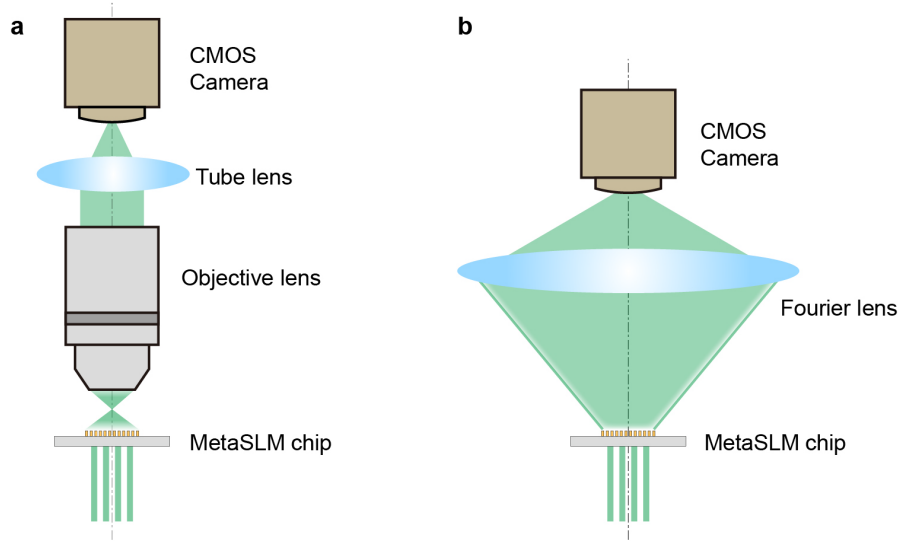 a
CMOS
Camera
Tube lens
Objective lens
MetaSLM chip
b
CMOS
Camera
Fourier lens
MetaSLM chip